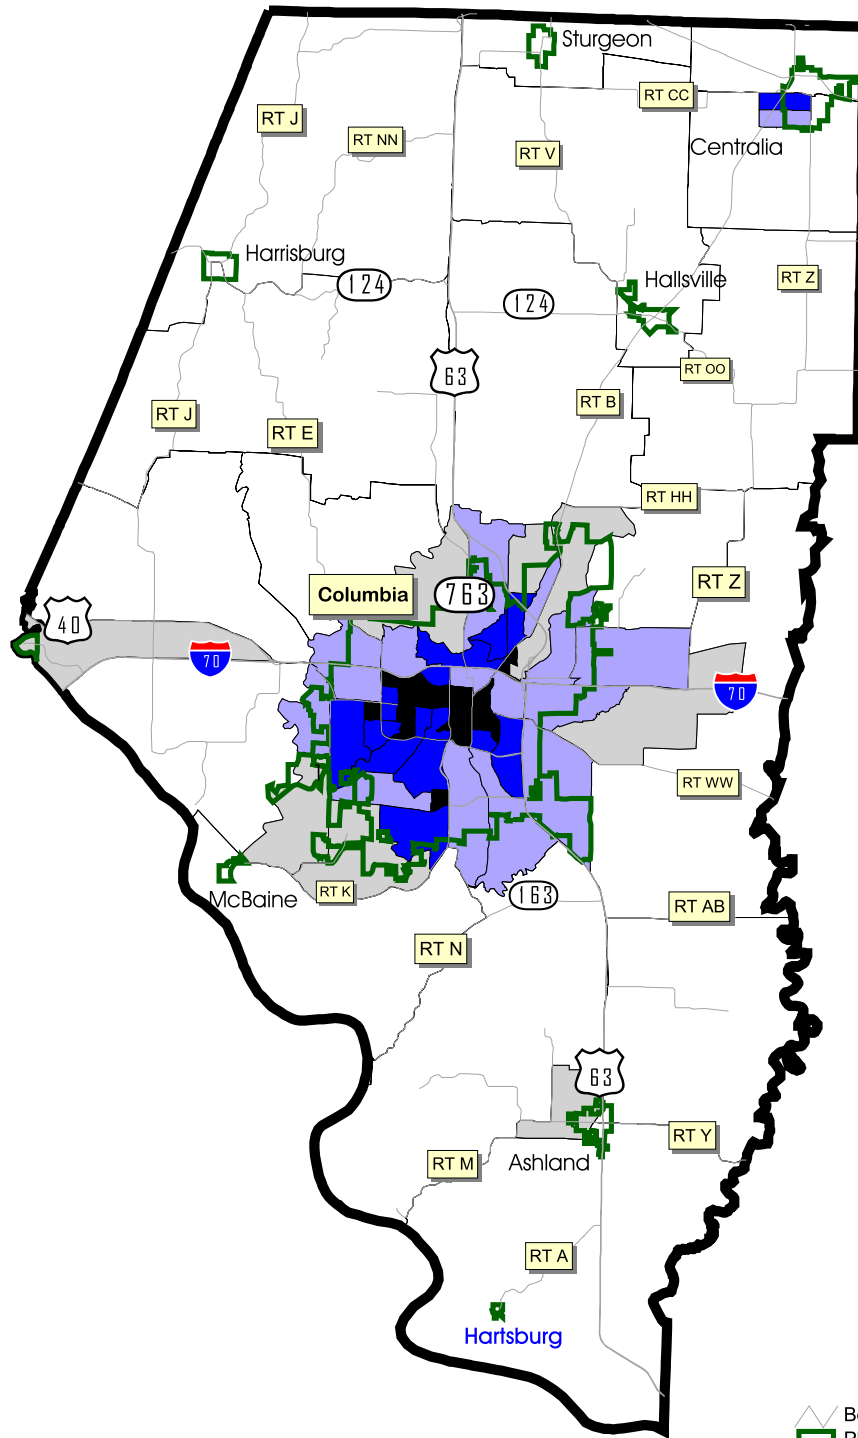 Sturgeon
RT CC
RT J
RT NN
RT V
Centralia
Harrisburg
124
Hallsville
RT Z
124
63
RT OO
RT J
RT E
RT B
RT HH
RT Z
Columbia
763
40
70
70
RT WW
McBaine
RT K
163
RT AB
RT N
63
RT Y
RT M
Ashland
RT A
Hartsburg